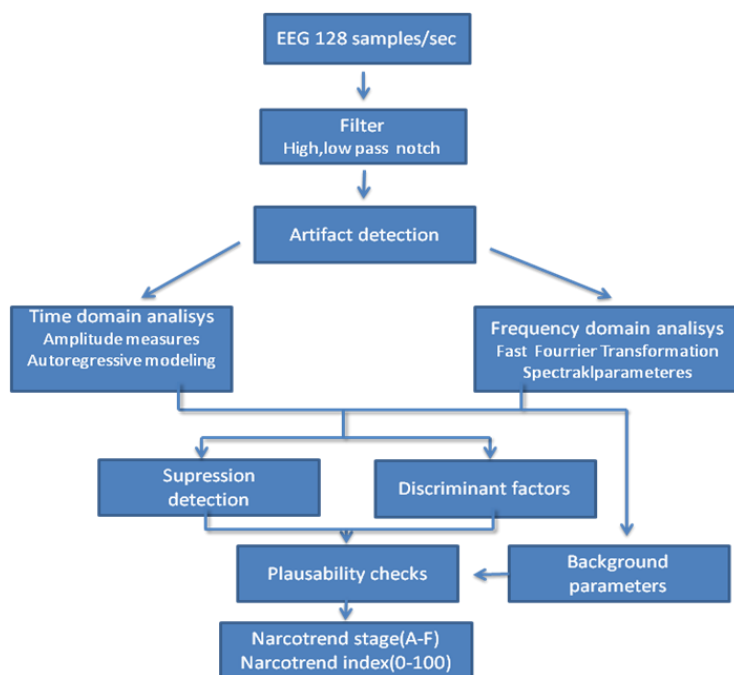 EEG 128 samples/sec
Filter
High,low pass notch
Artifact detection
Time domain analisys
Amplitude measures
Autoregressive modeling
Frequency domain analisys
Fast Fourrier Transformation
Spectraklparameteres
Supression
detection
Discriminant factors
Plausability checks
Background
parameters
Narcotrend stage(A-F)
Narcotrend index(0-100)